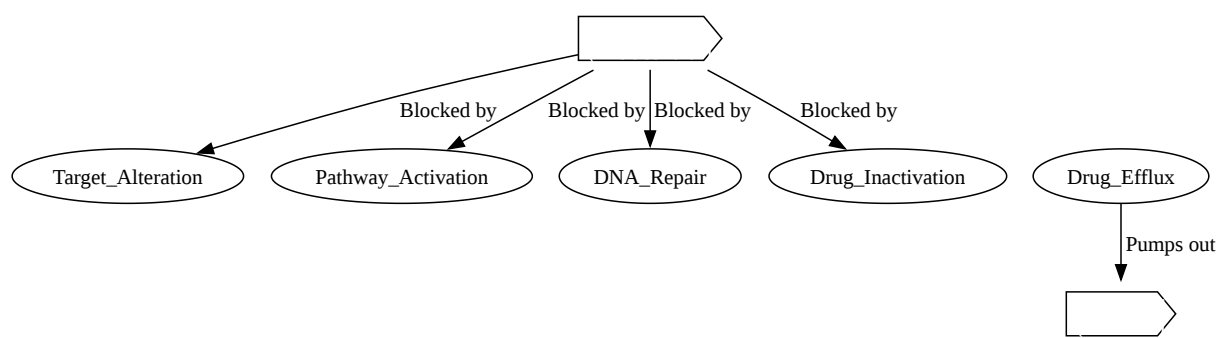 Blocked by
Blocked by
Blocked by
Blocked by
Target_Alteration
Pathway_Activation
DNA_Repair
Drug_Inactivation
Drug_Efflux
Pumps out